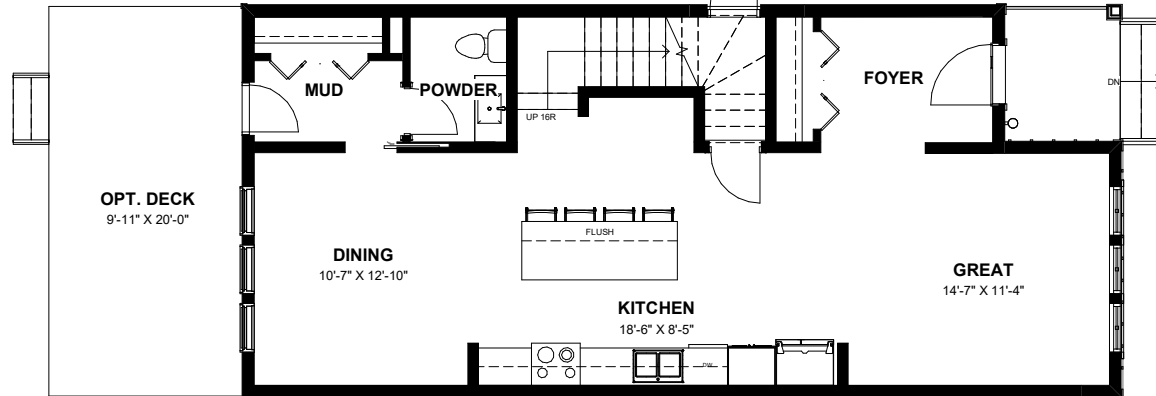 MUD
POWDER
FOYER
DN
UP 16R
OPT. DECK
9'-11" X 20'-0"
FLUSH
DINING
10'-7" X 12'-10"
GREAT
14'-7" X 11'-4"
KITCHEN
18'-6" X 8'-5"
DW